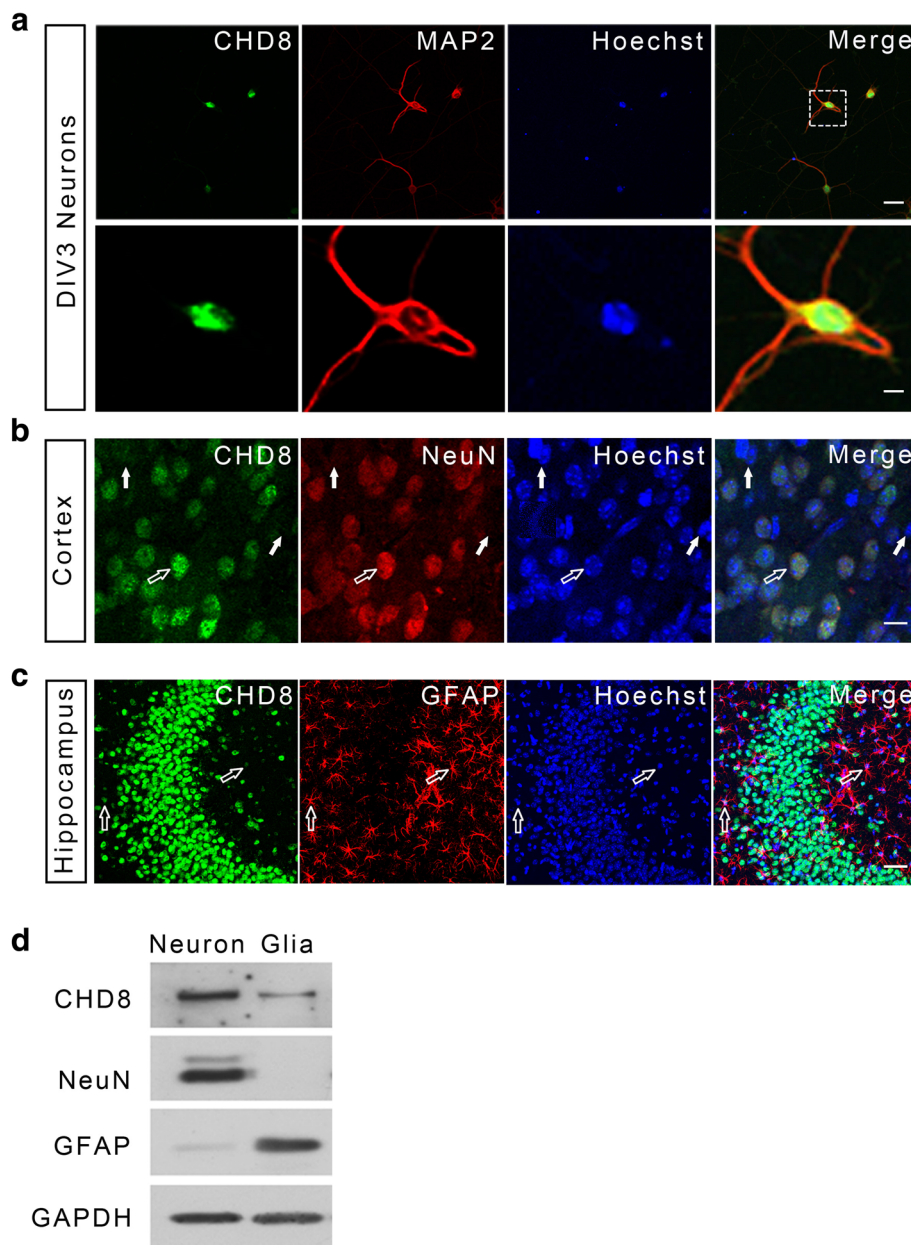 a
CHD8 MAP2 Hoechst Merge
DIV3 Neurons
b
CHD8 NeuN Hoechst Merge
Cortex
c
CHD8 GFAP Hoechst Merge
Hippocampus
d
Neuron Glia
CHD8
NeuN
GFAP
GAPDH